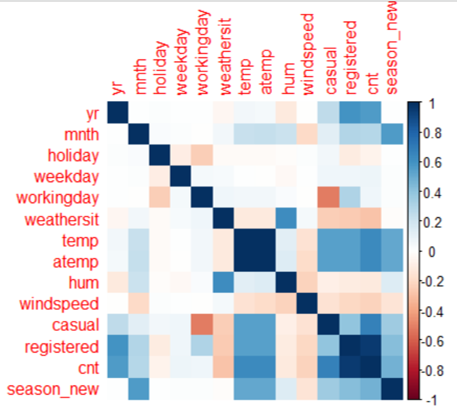 yr
mnth
holiday
weekday
workingday
weathersit
temp
atemp
hum
windspeed
casual
registered
cnt
season_new
yr
mnth
holiday
weekday
workingday
weathersit
temp
atemp
hum
windspeed
casual
registered
cnt
season_new
1
0.8
0.6
0.4
0.2
0
-0.2
-0.4
-0.6
-0.8
-1